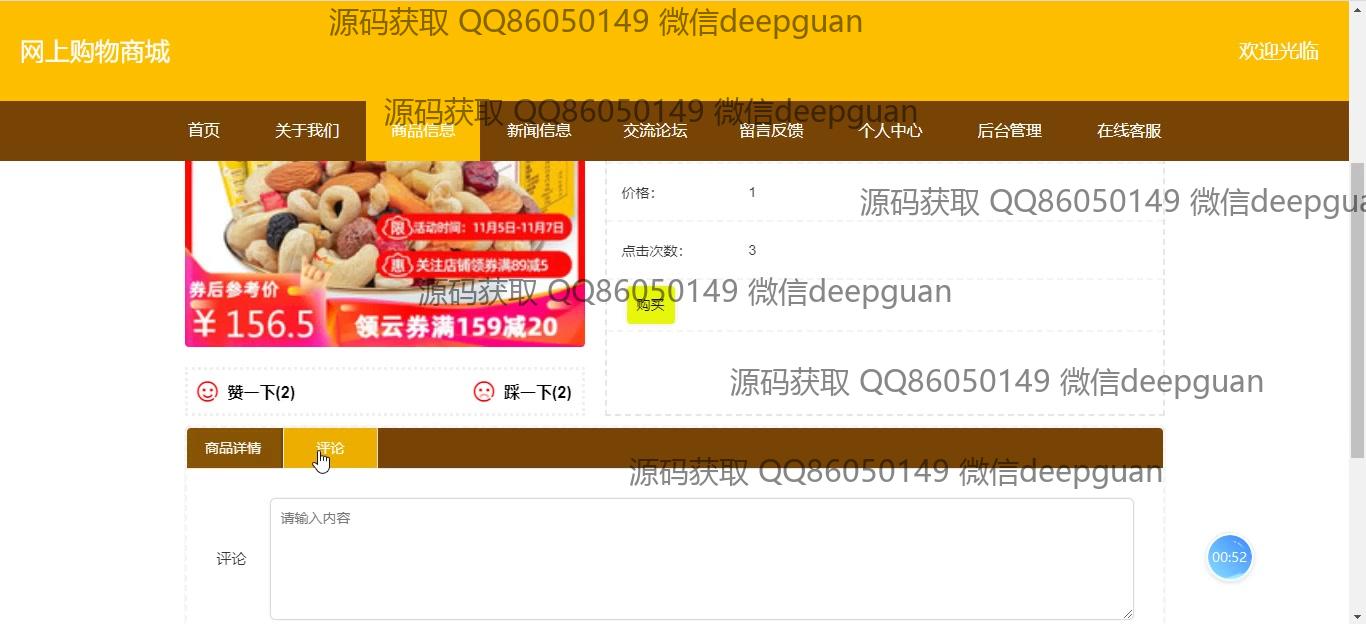 源码获取 QQ86050149 微信deepguan
网上购物商城
欢迎光临
源码获取 QQ86050149 微信deepguan
首页 关于我们 商品信息 新闻信息 交流论坛 留言反馈 个人中心 后台管理 在线客服
价格： 1
源码获取 QQ86050149 微信deepgua
限 活动时间：11月5日-11月7日
点击次数： 3
惠 关注店铺领券满89减5
券后参考价
源码获取 QQ86050149 微信deepguan
购买
¥156.5 领云券满159减20
源码获取 QQ86050149 微信deepguan
赞一下(2) 踩一下(2)
商品详情 评论
源码获取 QQ86050149 微信deepguan
请输入内容
评论
00:52